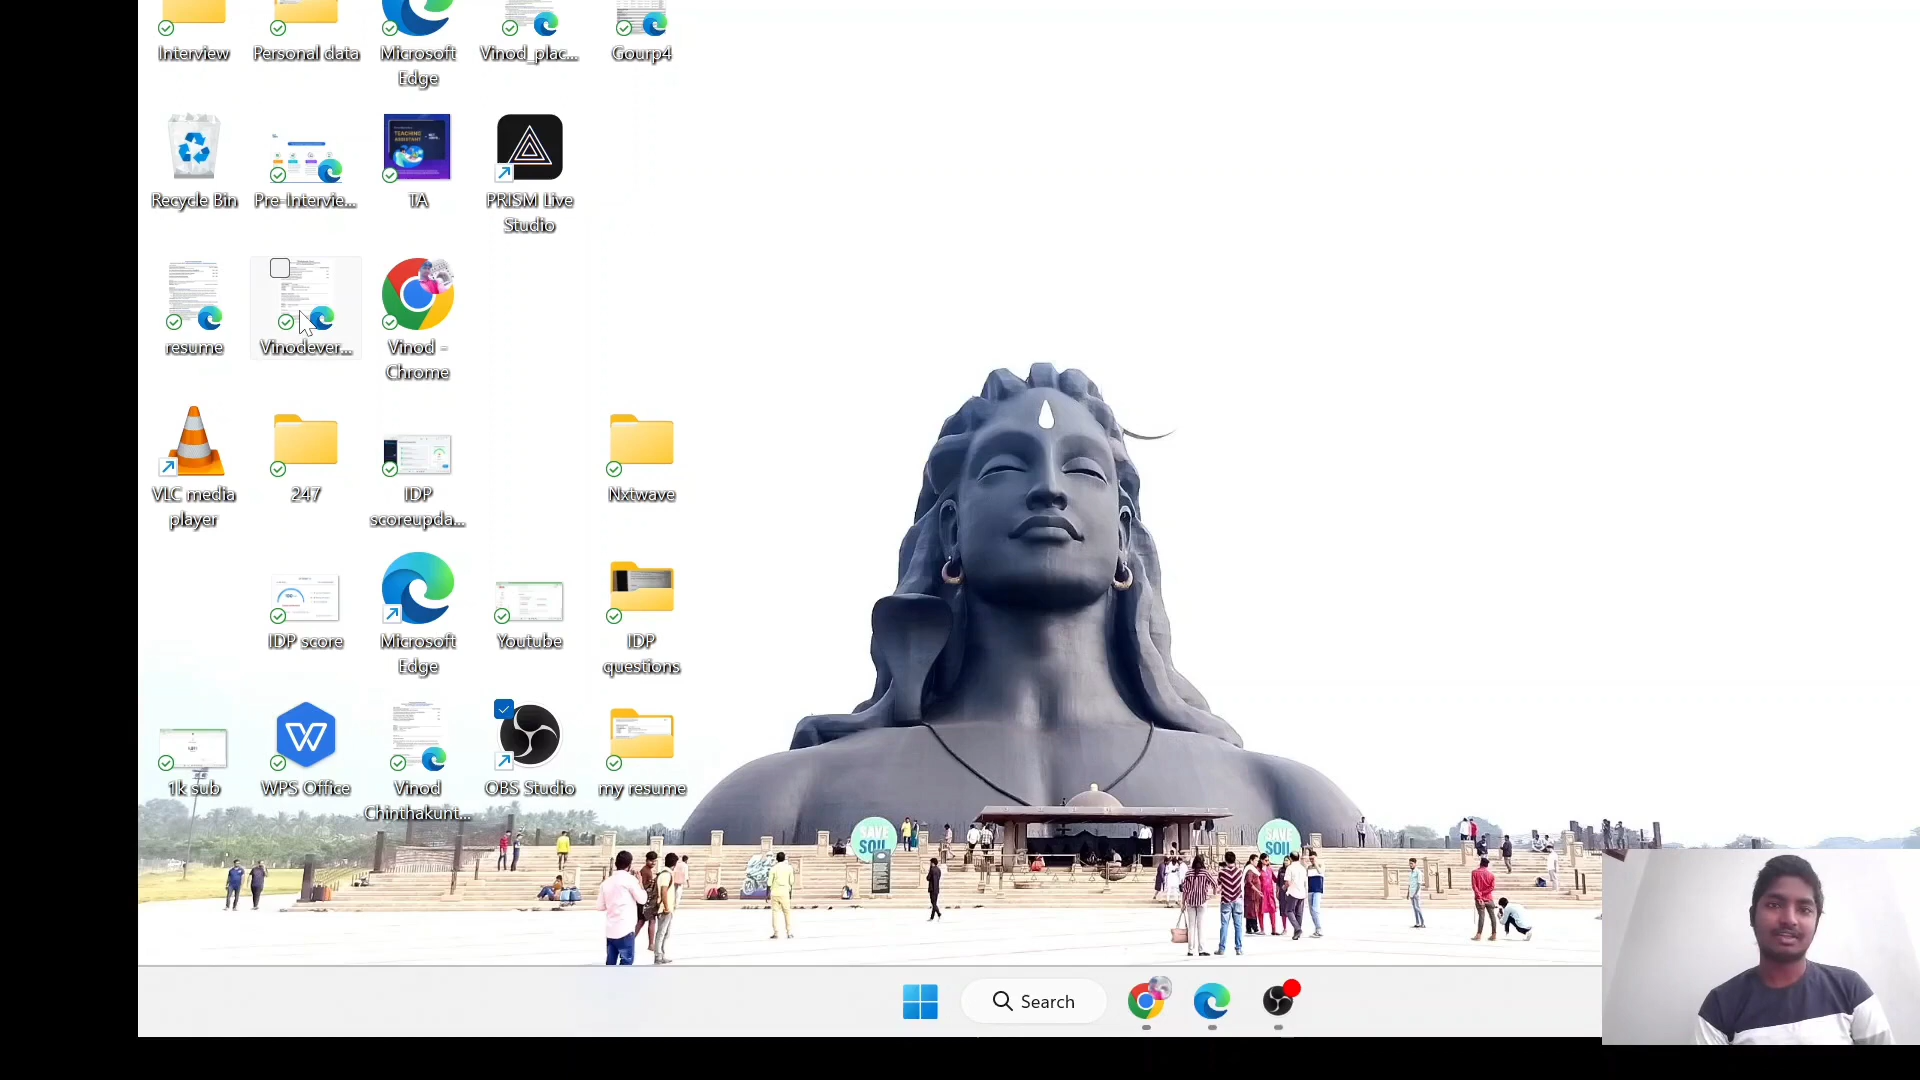 Interview
Personal data
Microsoft
Edge
Vinod_plac...
Gourp4
Recycle Bin
Pre-Intervie...
TEACHING
ASSISTANT
TA
PRISM Live
Studio
resume
Vinodever...
Vinod -
Chrome
VLC media
player
247
IDP
scoreupda...
Nxtwave
IDP score
Microsoft
Edge
Youtube
IDP
questions
1k sub
WPS Office
Vinod
Chinthakunt...
OBS Studio
my resume
SAVE
SOIL
SAVE
SOIL
Search